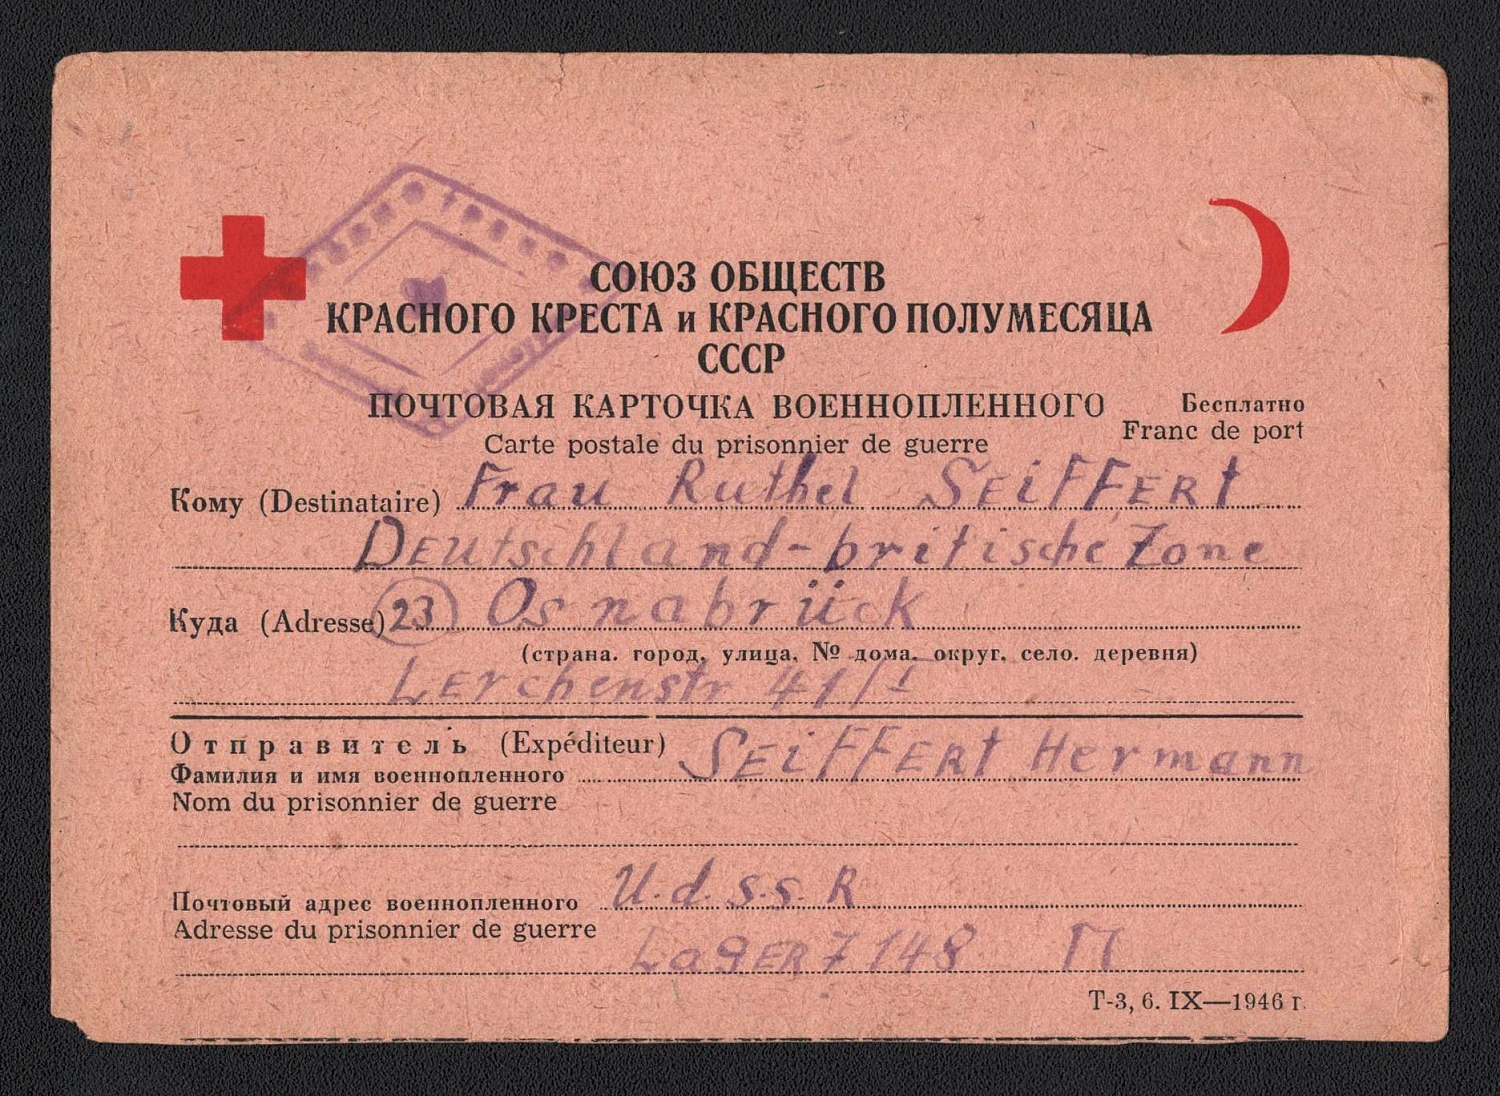 СОЮЗ ОБЩЕСТВ
КРАСНОГО КРЕСТА и КРАСНОГО ПОЛУМЕСЯЦА
СССР
ПОЧТОВАЯ КАРТОЧКА ВОЕННОПЛЕННОГО
Бесплатно
Carte postale du prisonnier de guerre
Franc de port
Кому (Destinataire) Frau Ruthel SEiFFERt
DEutschland-britische Zone
Куда (Adresse) 23 Osnabrück
(страна. город, улица, № дома. округ, село. деревня)
LErchenstr 41/I
Отправитель (Expéditeur) SEiFFERt Hermann
Фамилия и имя военнопленного
Nom du prisonnier de guerre
Почтовый адрес военнопленного U.d.s.s.R
Adresse du prisonnier de guerre
LagER 7148 П
Т-3, 6. IX—1946 г.